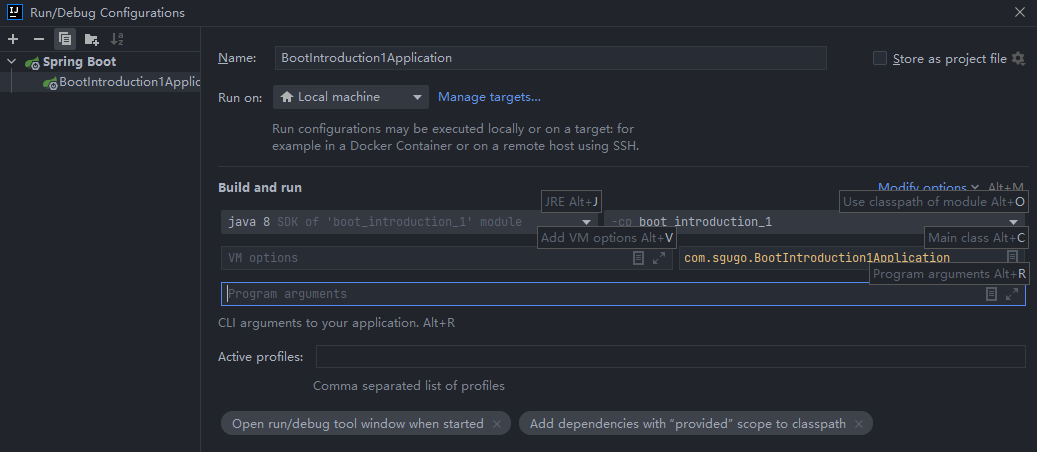 Run/Debug Configurations
Spring Boot
BootIntroduction1Applic
Name: BootIntroduction1Application
Store as project file
Run on: Local machine Manage targets...
Run configurations may be executed locally or on a target: for
example in a Docker Container or on a remote host using SSH.
Build and run
Modify options Alt+M
JRE Alt+J
Use classpath of module Alt+O
java 8 SDK of 'boot_introduction_1' module
-cp boot_introduction_1
Add VM options Alt+V
Main class Alt+C
VM options
com.sgugo.BootIntroduction1Application
Program arguments Alt+R
Program arguments
CLI arguments to your application. Alt+R
Active profiles:
Comma separated list of profiles
Open run/debug tool window when started ×
Add dependencies with “provided” scope to classpath ×